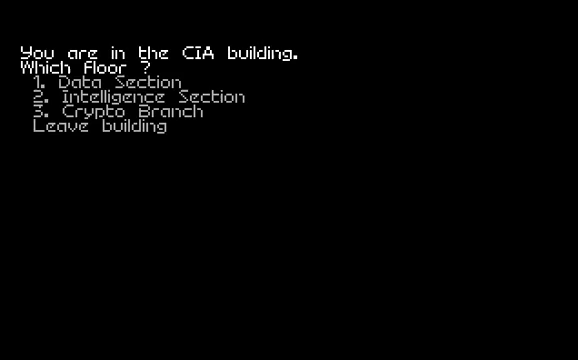 You are in the CIA building.
Which floor ?
1. Data Section
2. Intelligence Section
3. Crypto Branch
Leave building